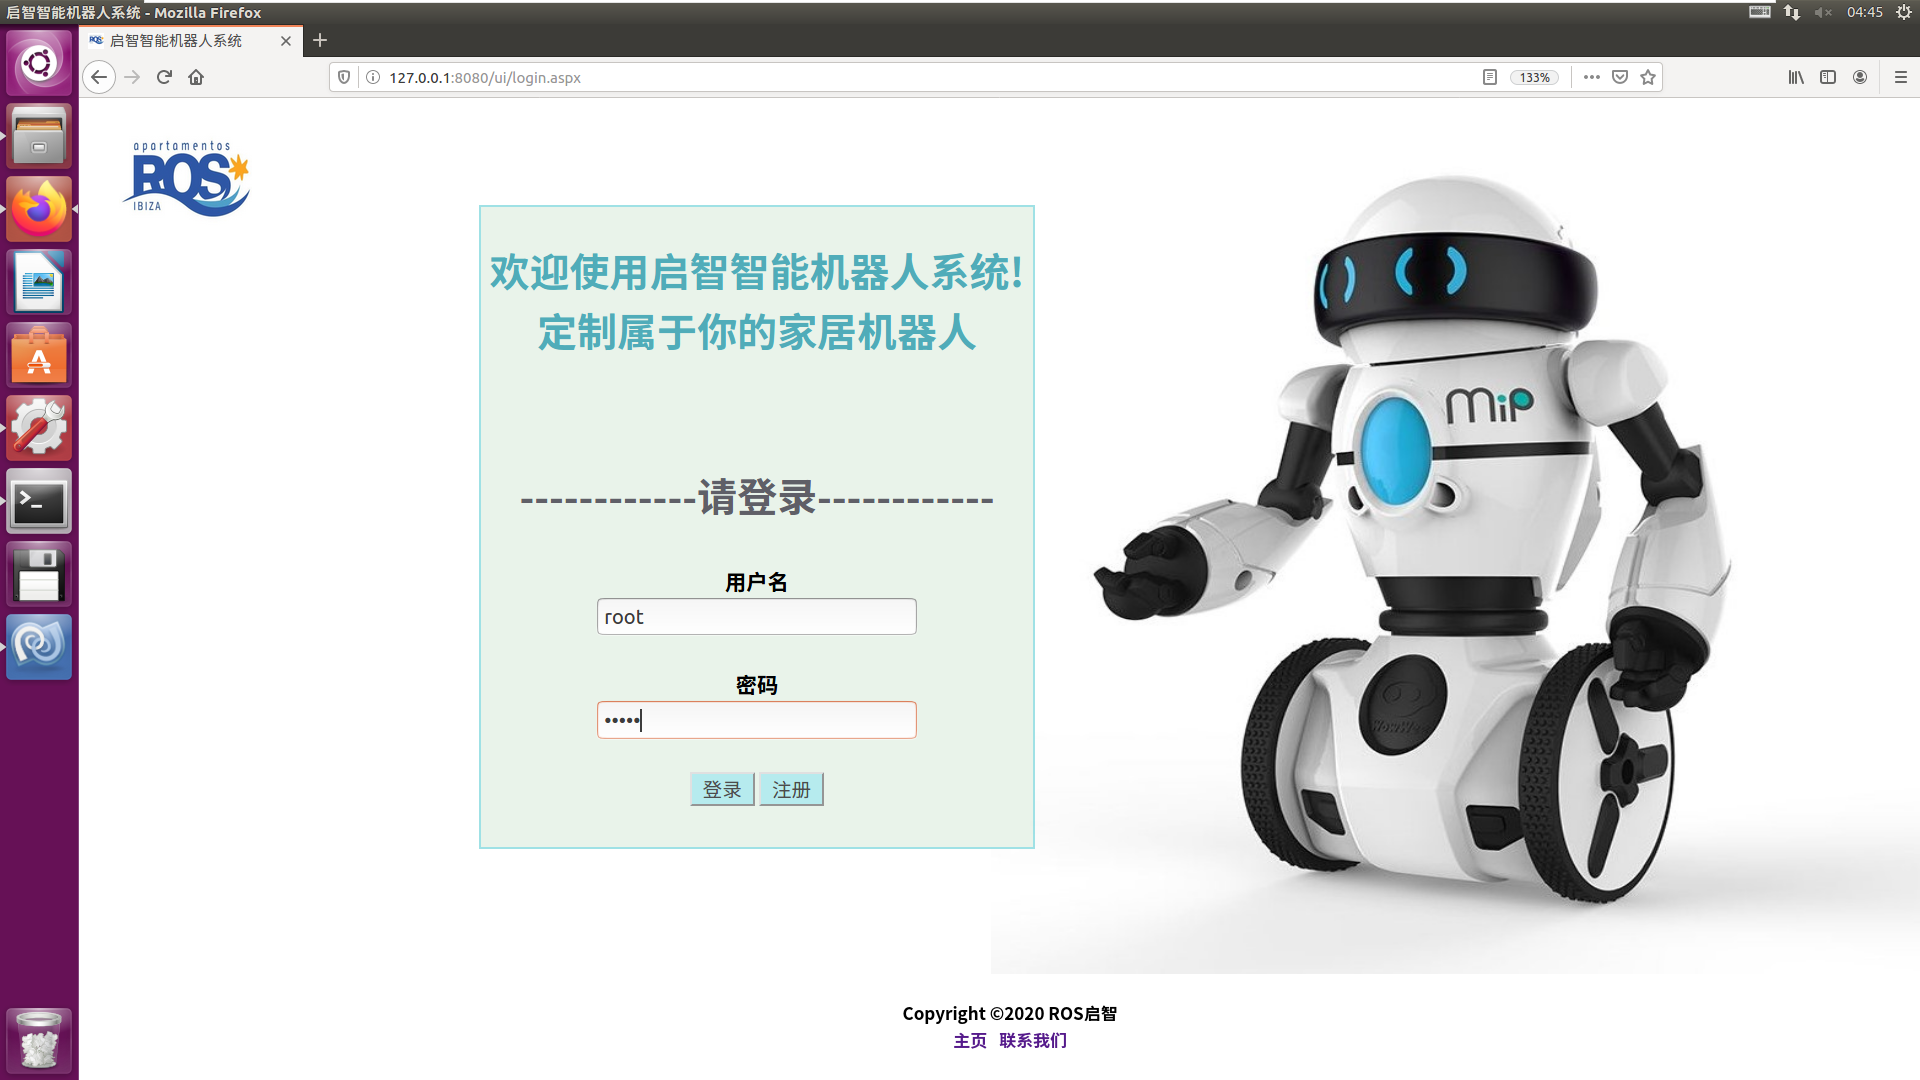 启智智能机器人系统 - Mozilla Firefox
04:45
启智智能机器人系统
127.0.0.1:8080/ui/login.aspx
133%
apartamentos
ROS
IBIZA
欢迎使用启智智能机器人系统!
定制属于你的家居机器人
------------请登录------------
用户名
root
密码
•••••
登录 注册
MiP
WowWee
Copyright ©2020 ROS启智
主页 联系我们